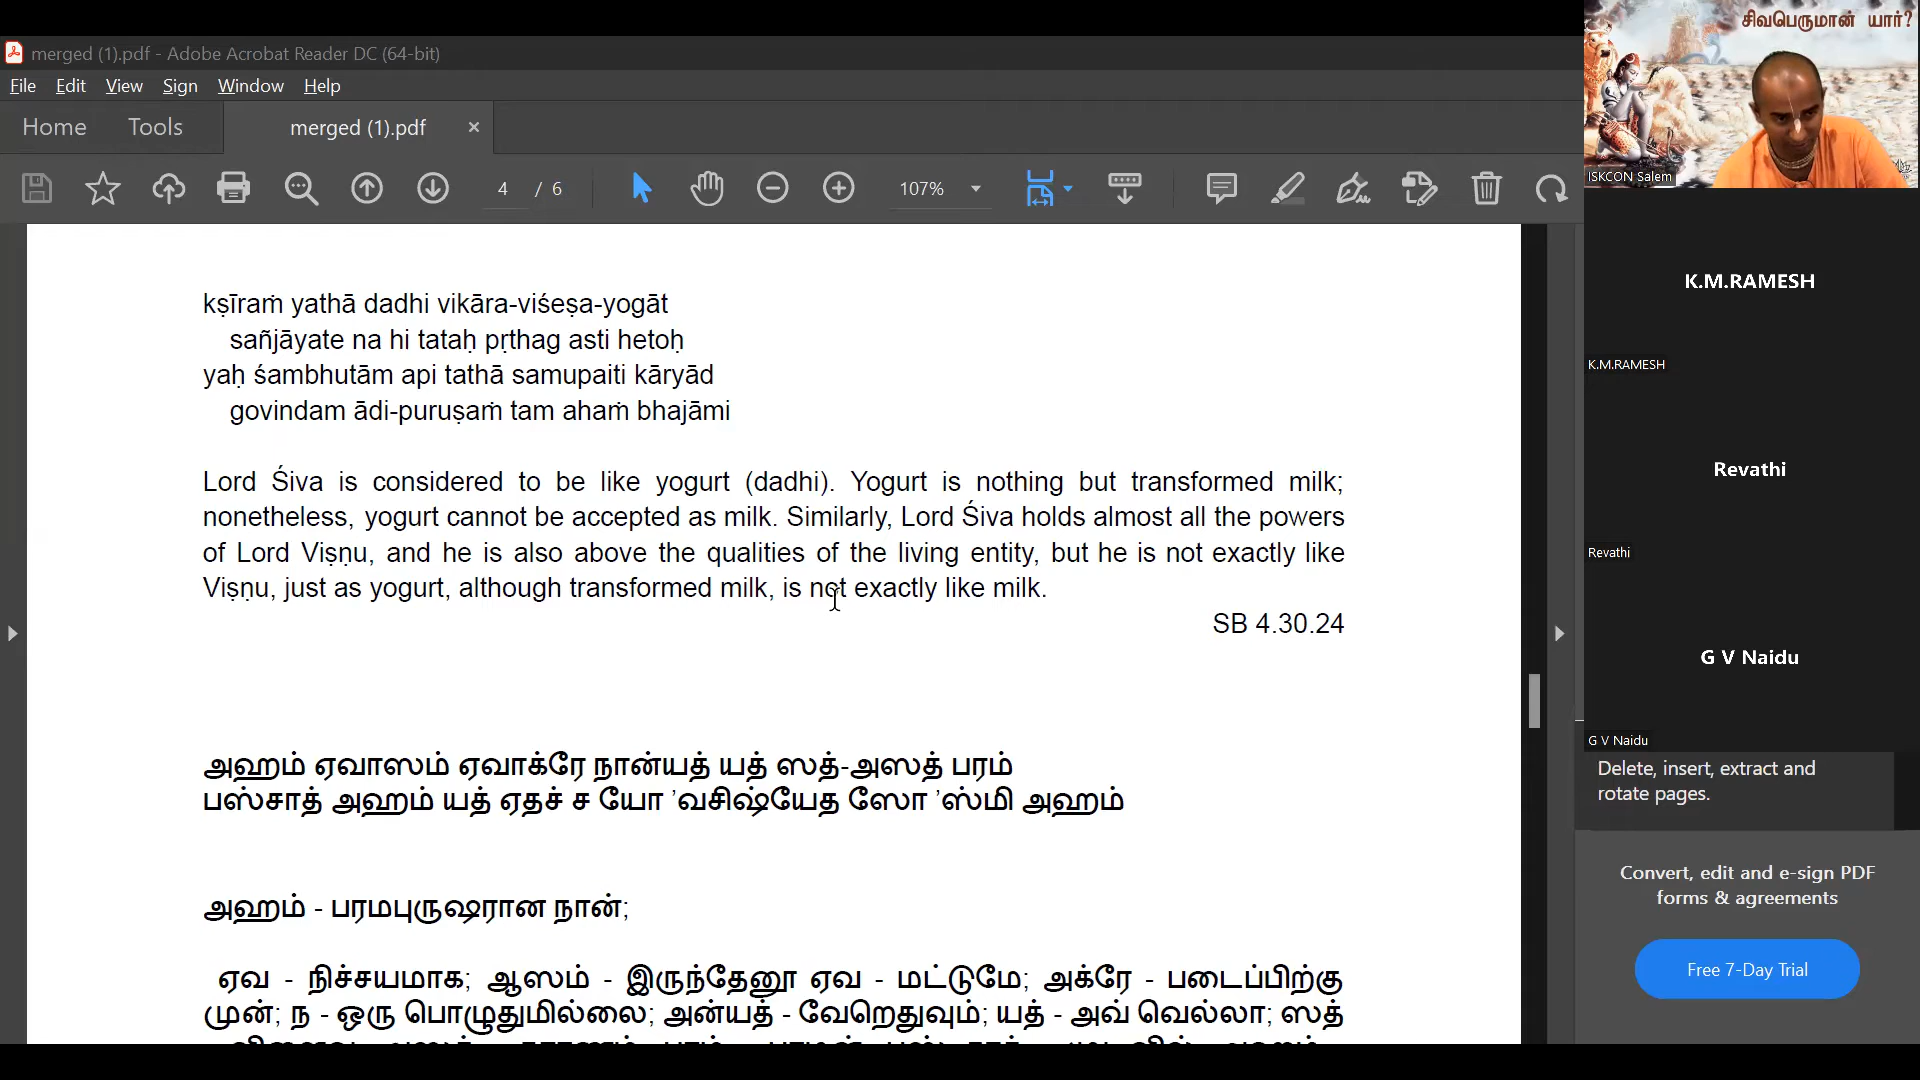 merged (1).pdf - Adobe Acrobat Reader DC (64-bit)
File Edit View Sign Window Help
Home Tools merged (1).pdf ×
4 / 6 107%
kṣīraṁ yathā dadhi vikāra-viśeṣa-yogāt
sañjāyate na hi tataḥ pṛthag asti hetoḥ
yaḥ śambhutām api tathā samupaiti kāryād
govindam ādi-puruṣaṁ tam ahaṁ bhajāmi
Lord Śiva is considered to be like yogurt (dadhi). Yogurt is nothing but transformed milk;
nonetheless, yogurt cannot be accepted as milk. Similarly, Lord Śiva holds almost all the powers
of Lord Viṣṇu, and he is also above the qualities of the living entity, but he is not exactly like
Viṣṇu, just as yogurt, although transformed milk, is not exactly like milk.
SB 4.30.24
அஹம் ஏவாஸம் ஏவாக்ரே நான்யத் யத் ஸத்-அஸத் பரம்
பஸ்சாத் அஹம் யத் ஏதச் ச யோ ’வசிஷ்யேத ஸோ ’ஸ்மி அஹம்
அஹம் - பரமபுருஷரான நான்;
ஏவ - நிச்சயமாக; ஆஸம் - இருந்தேனூ ஏவ - மட்டுமே; அக்ரே - படைப்பிற்கு
முன்; ந - ஒரு பொழுதுமில்லை; அன்யத் - வேறெதுவும்; யத் - அவ் வெல்லா; ஸத்
சிவபெருமான் யார்?
ISKCON Salem
K.M.RAMESH
K.M.RAMESH
Revathi
Revathi
G V Naidu
G V Naidu
Delete, insert, extract and
rotate pages.
Convert, edit and e-sign PDF
forms & agreements
Free 7-Day Trial